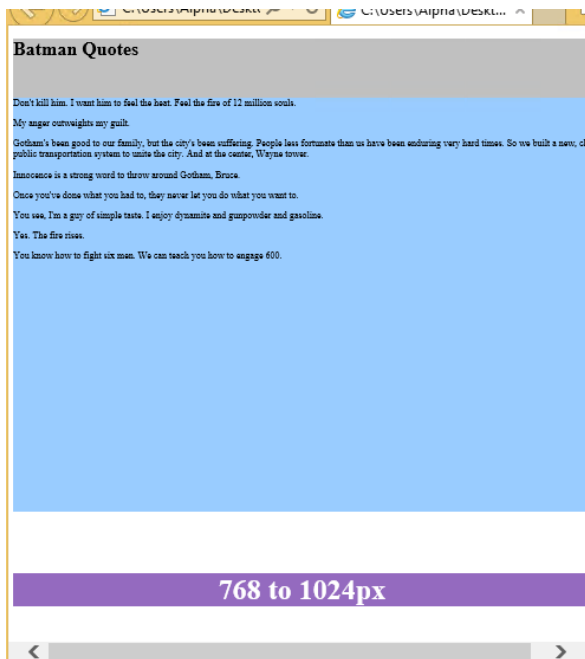 C:\Users\Alpha\Deskt...
Batman Quotes
Don't kill him. I want him to feel the heat. Feel the fire of 12 million souls.
My anger outweights my guilt.
Gotham's been good to our family, but the city's been suffering. People less fortunate than us have been enduring very hard times. So we built a new,
public transportation system to unite the city. And at the center, Wayne tower.
Innocence is a strong word to throw around Gotham, Bruce.
Once you've done what you had to, they never let you do what you want to.
You see, I'm a guy of simple taste. I enjoy dynamite and gunpowder and gasoline.
Yes. The fire rises.
You know how to fight six men. We can teach you how to engage 600.
768 to 1024px